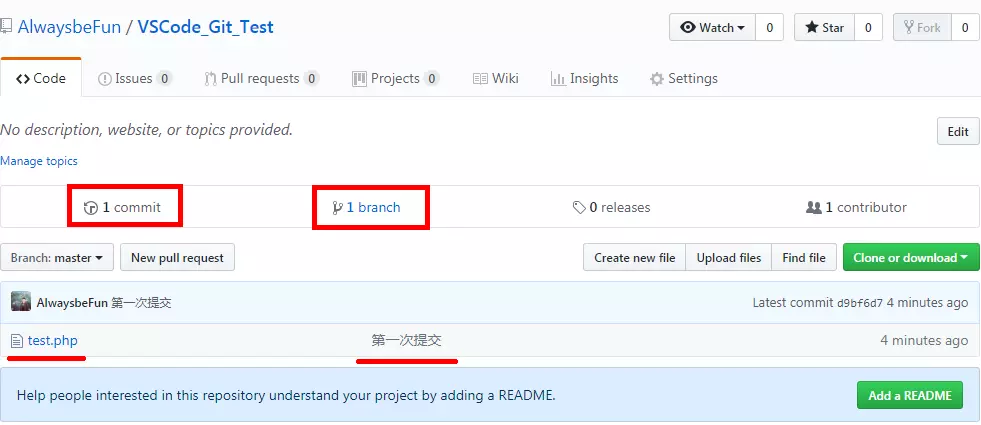 AlwaysbeFun / VSCode_Git_Test Watch 0 Star 0 Fork 0
Code Issues 0 Pull requests 0 Projects 0 Wiki Insights Settings
No description, website, or topics provided. Edit
Manage topics
1 commit 1 branch 0 releases 1 contributor
Branch: master New pull request Create new file Upload files Find file Clone or download
AlwaysbeFun 第一次提交 Latest commit d9bf6d7 4 minutes ago
test.php 第一次提交 4 minutes ago
Help people interested in this repository understand your project by adding a README. Add a README